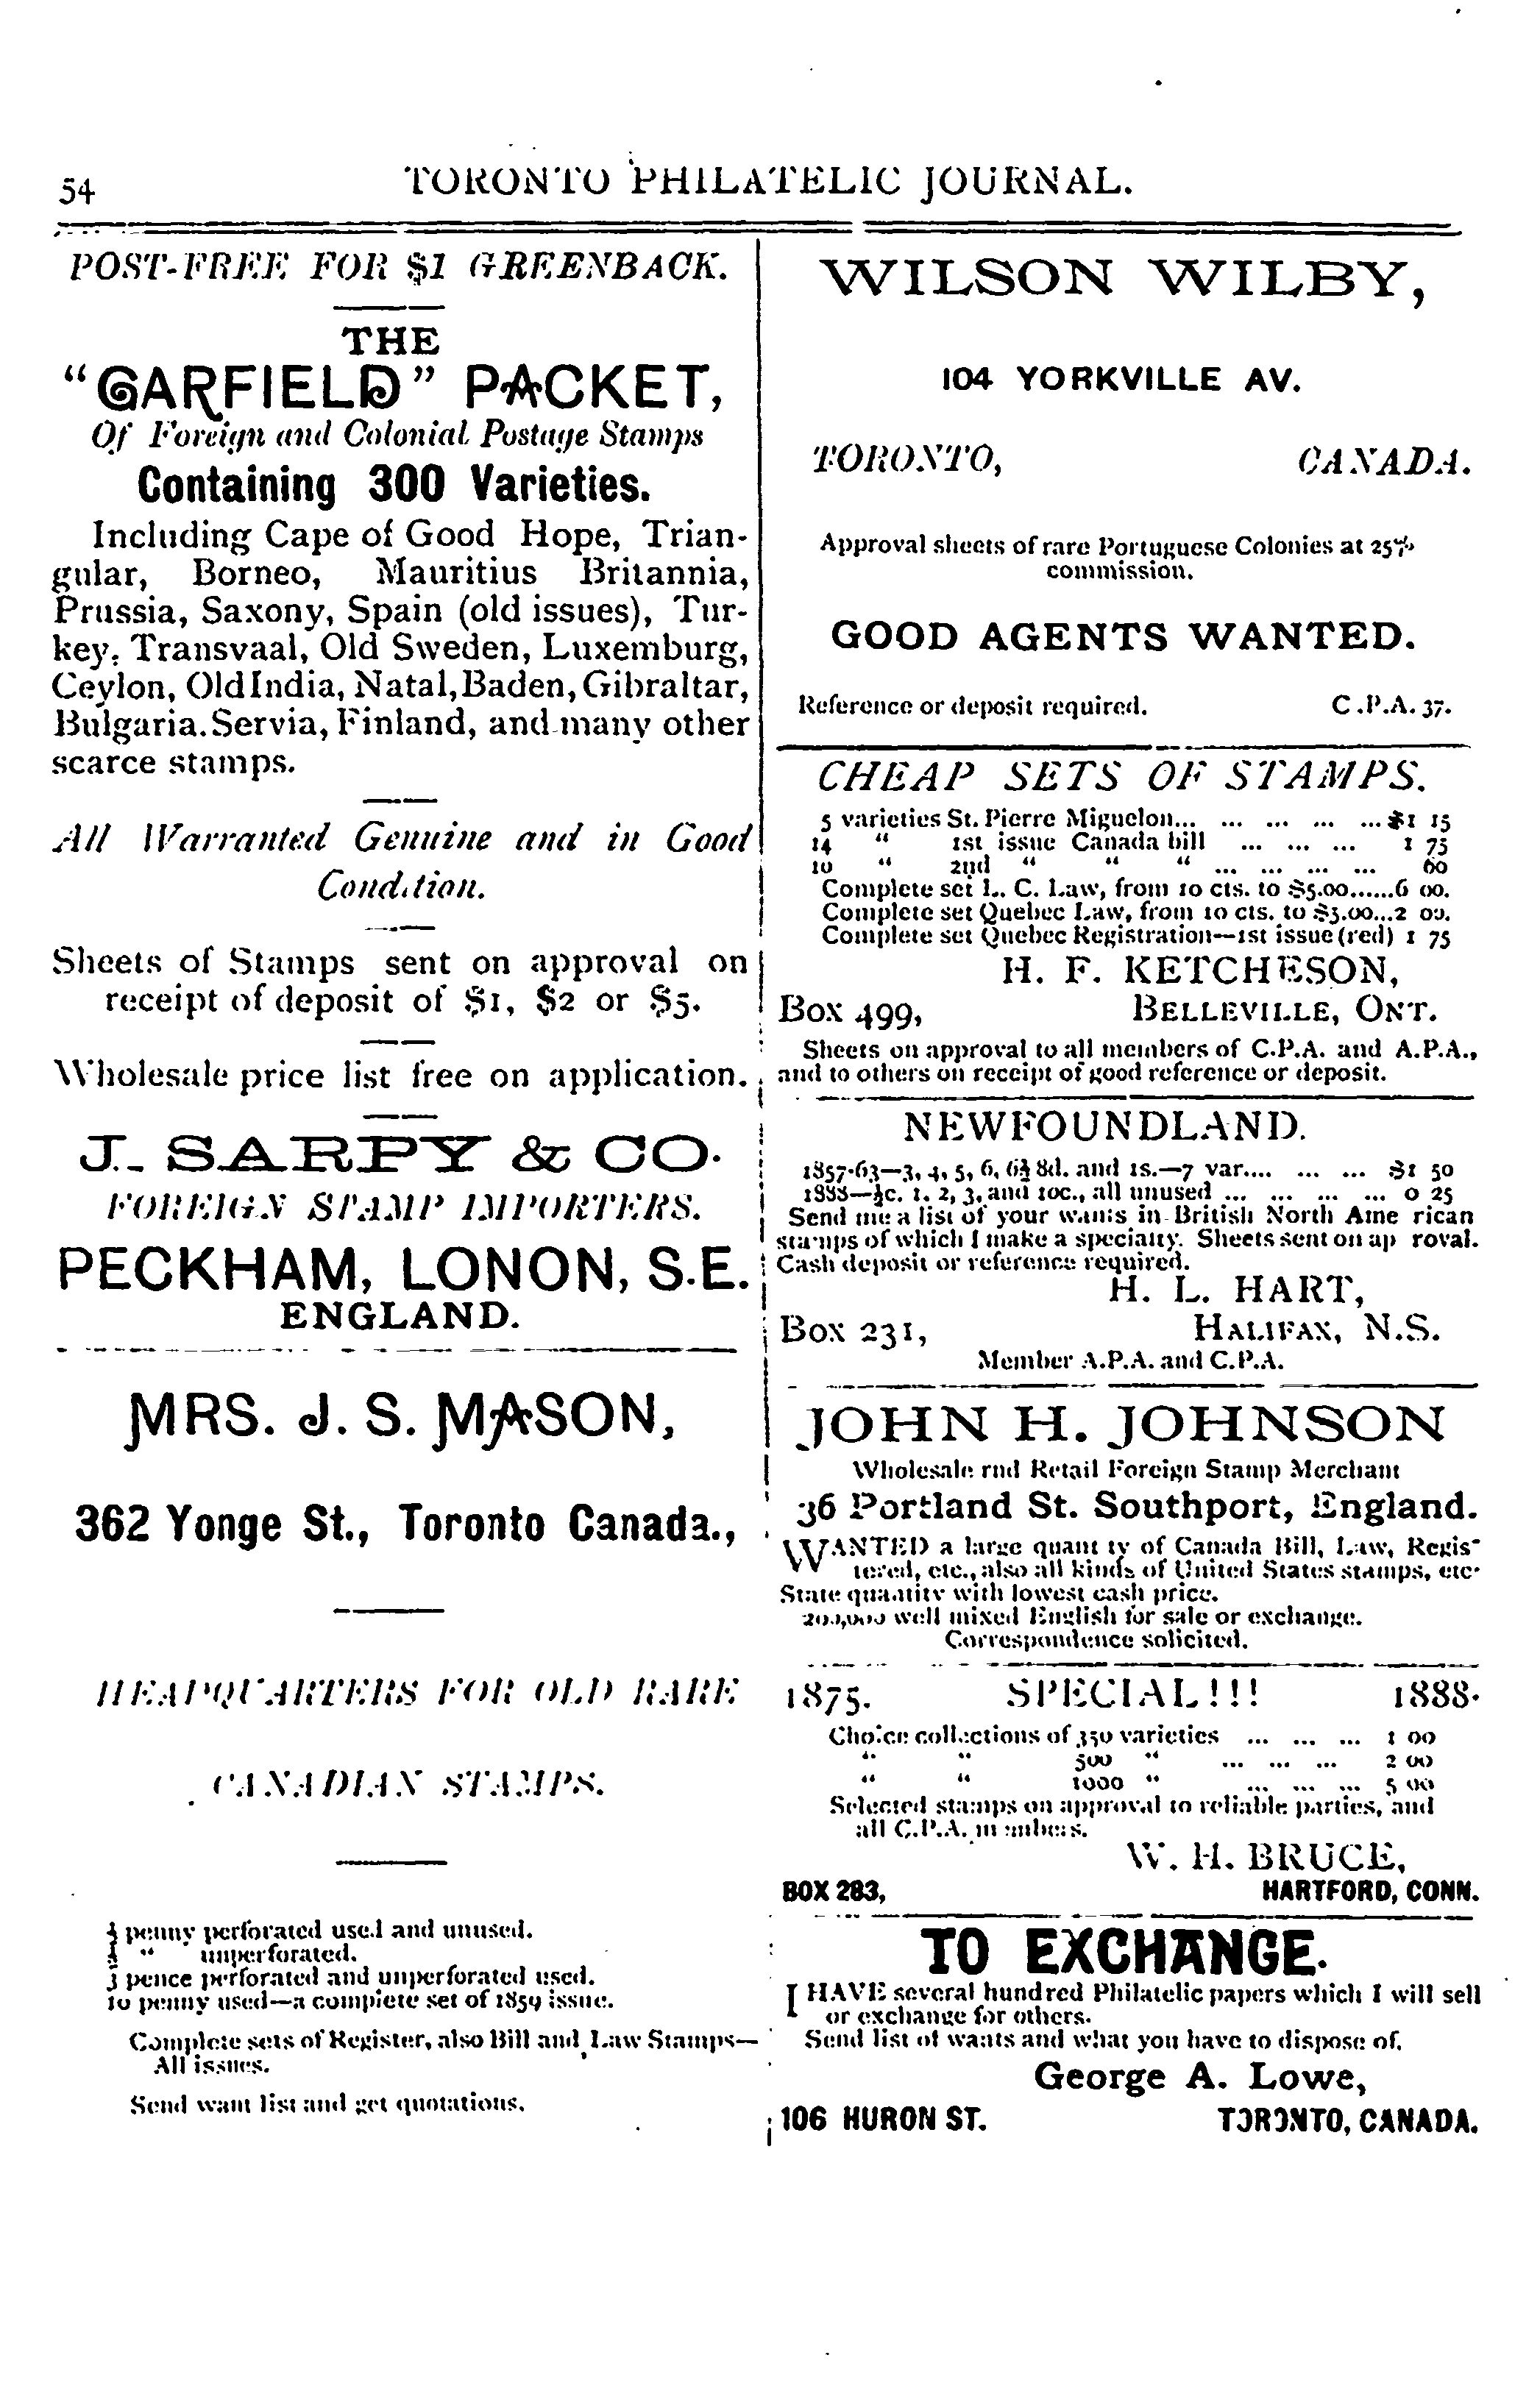 54
TORONTO PHILATELIC JOURNAL.
POST-FREE FOR $1 GREENBACK.
THE
"GARFIELD" PACKET,
Of Foreign and Colonial Postage Stamps
Containing 300 Varieties.
Including Cape of Good Hope, Trian-
gular, Borneo, Mauritius Britannia,
Prussia, Saxony, Spain (old issues), Tur-
key, Transvaal, Old Sweden, Luxemburg,
Ceylon, Old India, Natal, Baden, Gibraltar,
Bulgaria. Servia, Finland, and many other
scarce stamps.
All Warranted Genuine and in Good
Condition.
Sheets of Stamps sent on approval on
receipt of deposit of $1, $2 or $5.
Wholesale price list free on application.
J. SARPY & CO.
FOREIGN STAMP IMPORTERS.
PECKHAM, LONON, S.E.
ENGLAND.
MRS. J. S. MASON,
362 Yonge St., Toronto Canada.,
HEADQUARTERS FOR OLD RARE
CANADIAN STAMPS.
½ penny perforated used and unused.
½ " unperforated.
3 pence perforated and unperforated used.
10 penny used—a complete set of 1859 issue.
Complete sets of Register, also Bill and Law Stamps—
All issues.
Send want list and get quotations.
WILSON WILBY,
104 YORKVILLE AV.
TORONTO, CANADA.
Approval sheets of rare Portuguese Colonies at 25%
commission.
GOOD AGENTS WANTED.
Reference or deposit required. C.P.A. 37.
CHEAP SETS OF STAMPS.
5 varieties St. Pierre Miguelon... ... ... ... ...$1 15
14 " 1st issue Canada bill ... ... ... 1 75
10 " 2nd " " " ... ... ... ... 60
Complete set L. C. Law, from 10 cts. to $5.00......6 00.
Complete set Quebec Law, from 10 cts. to $5.00...2 00.
Complete set Quebec Registration—1st issue (red) 1 75
H. F. KETCHESON,
Box 499, BELLEVILLE, ONT.
Sheets on approval to all members of C.P.A. and A.P.A.,
and to others on receipt of good reference or deposit.
NEWFOUNDLAND.
1857-63—3, 4, 5, 6, 6½ 8d. and 1s.—7 var.... ... ... $1 50
1888—½c. 1, 2, 3, and 10c., all unused ... ... ... ... 0 25
Send me a list of your wants in British North Ame rican
stamps of which I make a specialty. Sheets sent on ap roval.
Cash deposit or reference required.
H. L. HART,
Box 231, HALIFAX, N.S.
Member A.P.A. and C.P.A.
JOHN H. JOHNSON
Wholesale rnd Retail Foreign Stamp Merchant
36 Portland St. Southport, England.
WANTED a large quant ty of Canada Bill, Law, Regis-
tered, etc., also all kinds of United States stamps, etc.
State quantity with lowest cash price.
200,000 well mixed English for sale or exchange.
Correspondence solicited.
1875. SPECIAL!!! 1888.
Choice collections of 350 varieties ... ... ... 1 00
" " 500 " ... ... ... 2 00
" " 1000 " ... ... ... 5 00
Selected stamps on approval to reliable parties, and
all C.P.A. members.
W. H. BRUCE,
BOX 283, HARTFORD, CONN.
TO EXCHANGE.
I HAVE several hundred Philatelic papers which I will sell
or exchange for others.
Send list of wants and what you have to dispose of.
George A. Lowe,
106 HURON ST. TORONTO, CANADA.